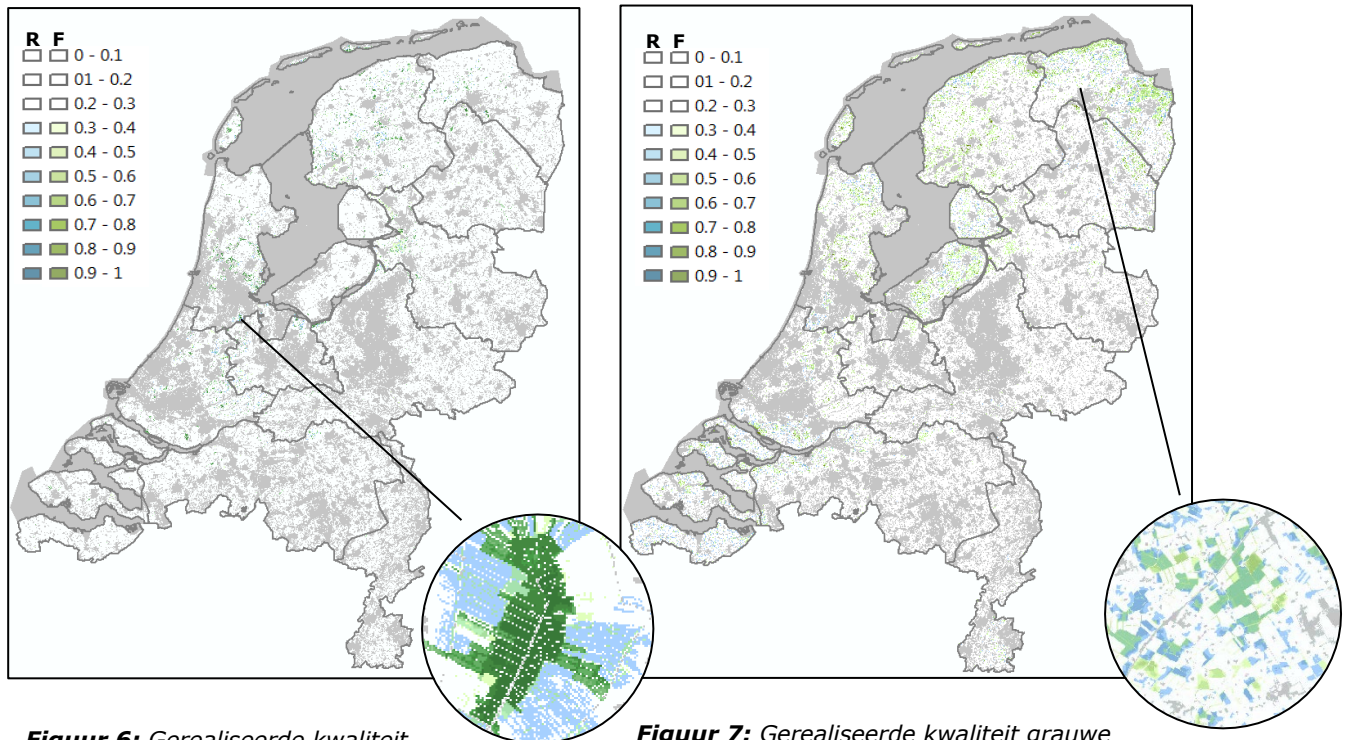 R F
0 - 0.1
01 - 0.2
0.2 - 0.3
0.3 - 0.4
0.4 - 0.5
0.5 - 0.6
0.6 - 0.7
0.7 - 0.8
0.8 - 0.9
0.9 - 1
R F
0 - 0.1
01 - 0.2
0.2 - 0.3
0.3 - 0.4
0.4 - 0.5
0.5 - 0.6
0.6 - 0.7
0.7 - 0.8
0.8 - 0.9
0.9 - 1
Figuur 6: Gerealiseerde kwaliteit
Figuur 7: Gerealiseerde kwaliteit grauwe